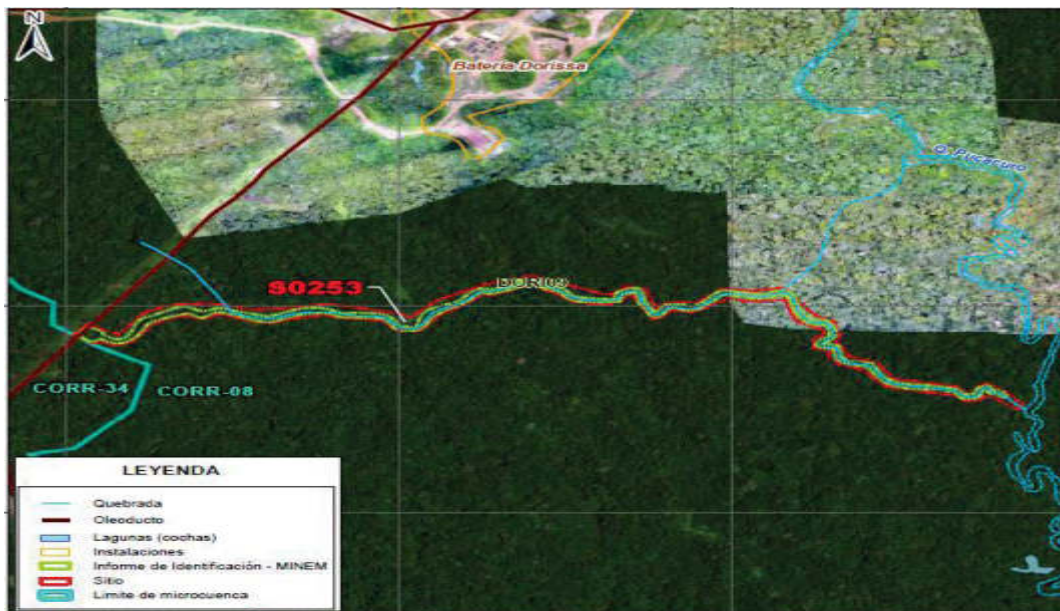 N
Batería Dorissa
Q. Pucacuro
S0253
DORI09
CORR-34
CORR-08
LEYENDA
Quebrada
Oleoducto
Lagunas (cochas)
Instalaciones
Informe de Identificación - MINEM
Sitio
Límite de microcuenca